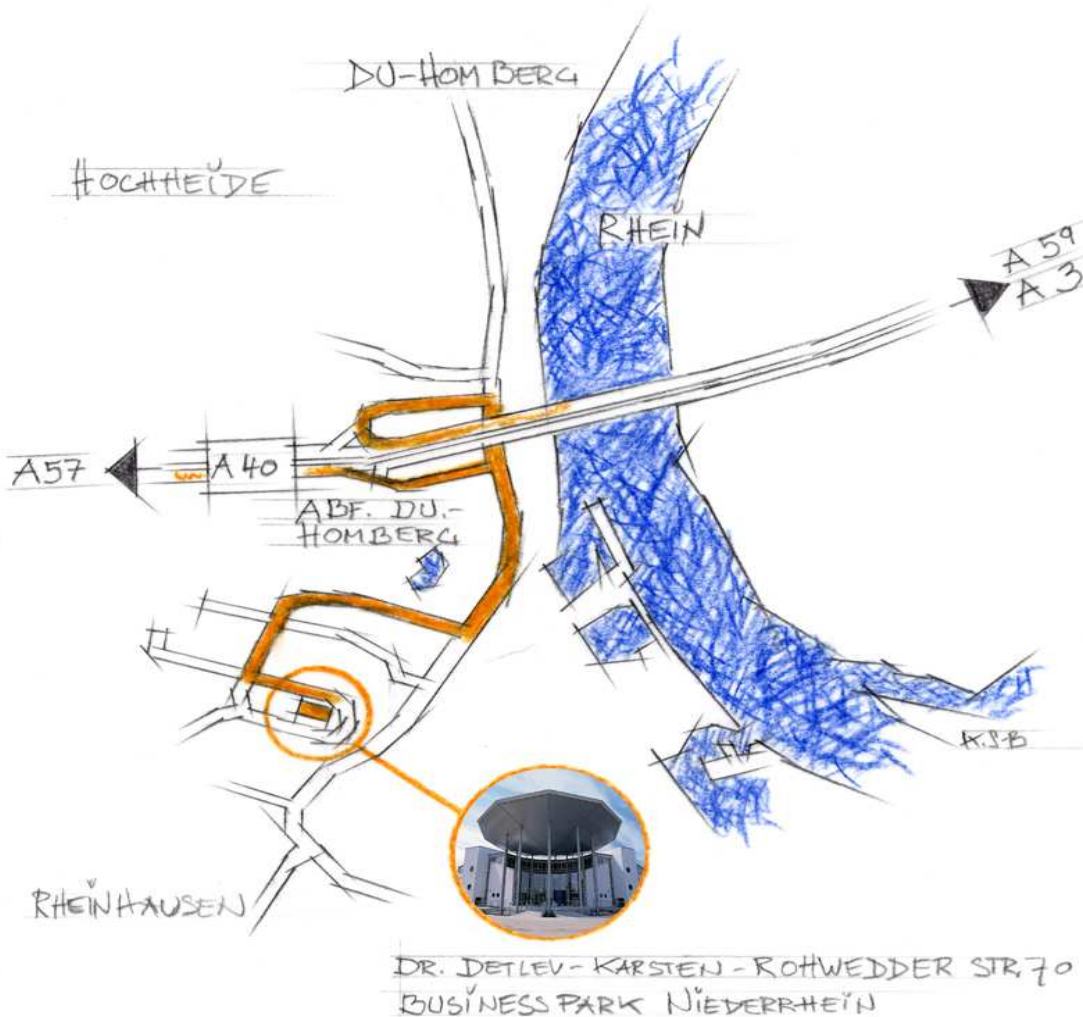 DU-HOMBERG
HOCHHEIDE
RHEIN
A 59
A 3
A57
A 40
ABF. DU.-
HOMBERG
RHEINHAUSEN
DR. DETLEV-KARSTEN-ROHWEDDER STR. 70
BUSINESS PARK NIEDERRHEIN